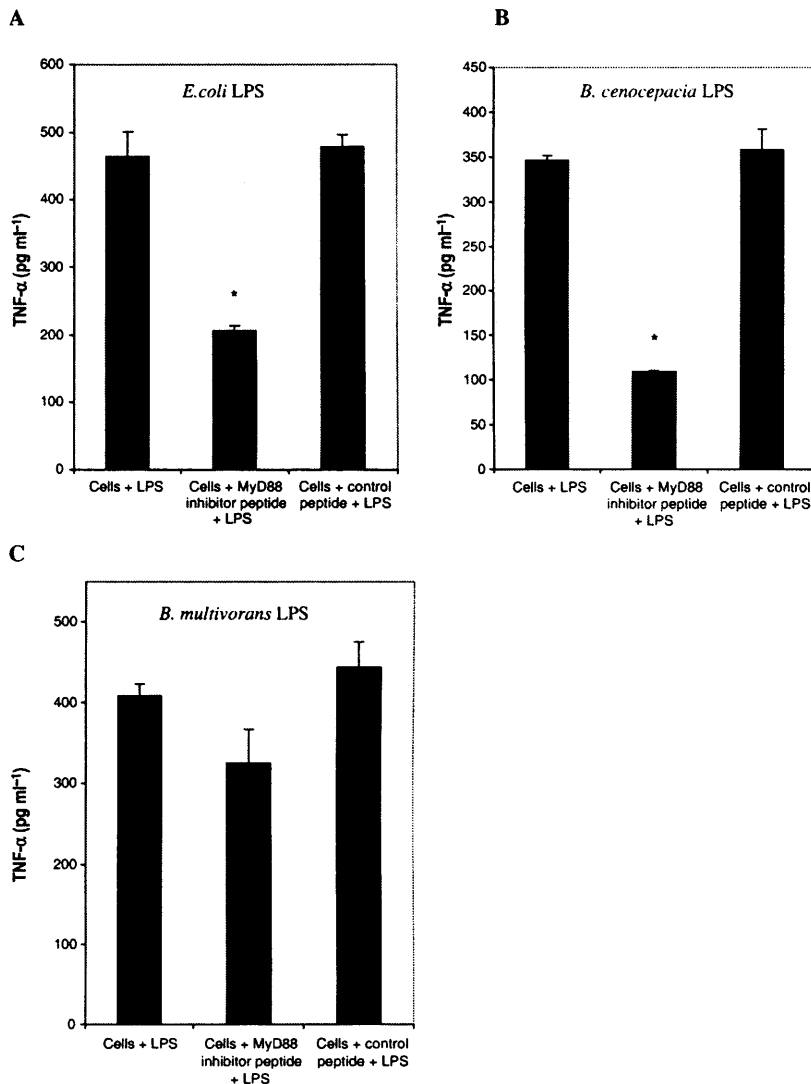 A
600
500
400
300
200
100
0
TNF-α (pg ml⁻¹)
E.coli LPS
*
Cells + LPS
Cells + MyD88
inhibitor peptide
+ LPS
Cells + control
peptide + LPS
B
450
400
350
300
250
200
150
100
50
0
TNF-α (pg ml⁻¹)
B. cenocepacia LPS
*
Cells + LPS
Cells + MyD88
inhibitor peptide
+ LPS
Cells + control
peptide + LPS
C
500
400
300
200
100
0
TNF-α (pg ml⁻¹)
B. multivorans LPS
Cells + LPS
Cells + MyD88
inhibitor peptide
+ LPS
Cells + control
peptide + LPS